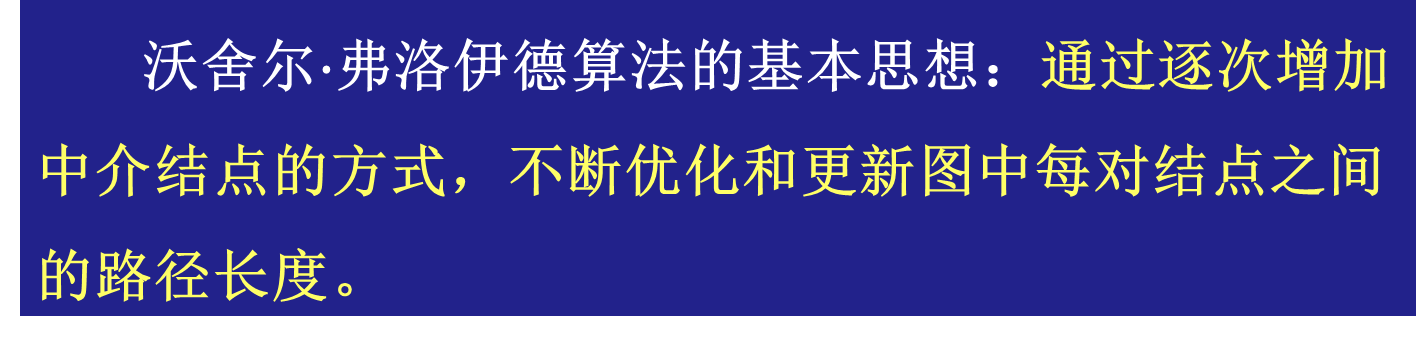 沃舍尔·弗洛伊德算法的基本思想：通过逐次增加
中介结点的方式，不断优化和更新图中每对结点之间
的路径长度。